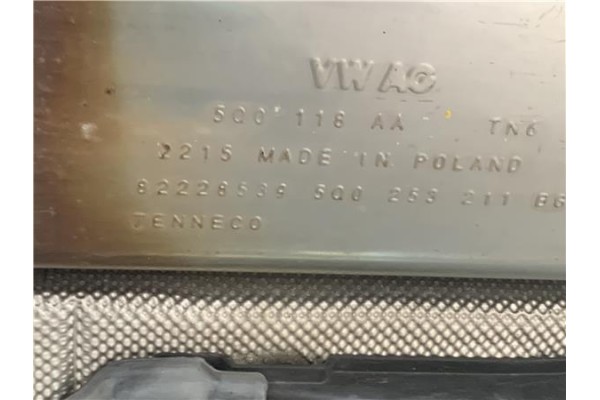 VW AG
5Q0 118 AA TN6
2215 MADE IN POLAND
82228539 5Q0 253 211 BG
TENNECO